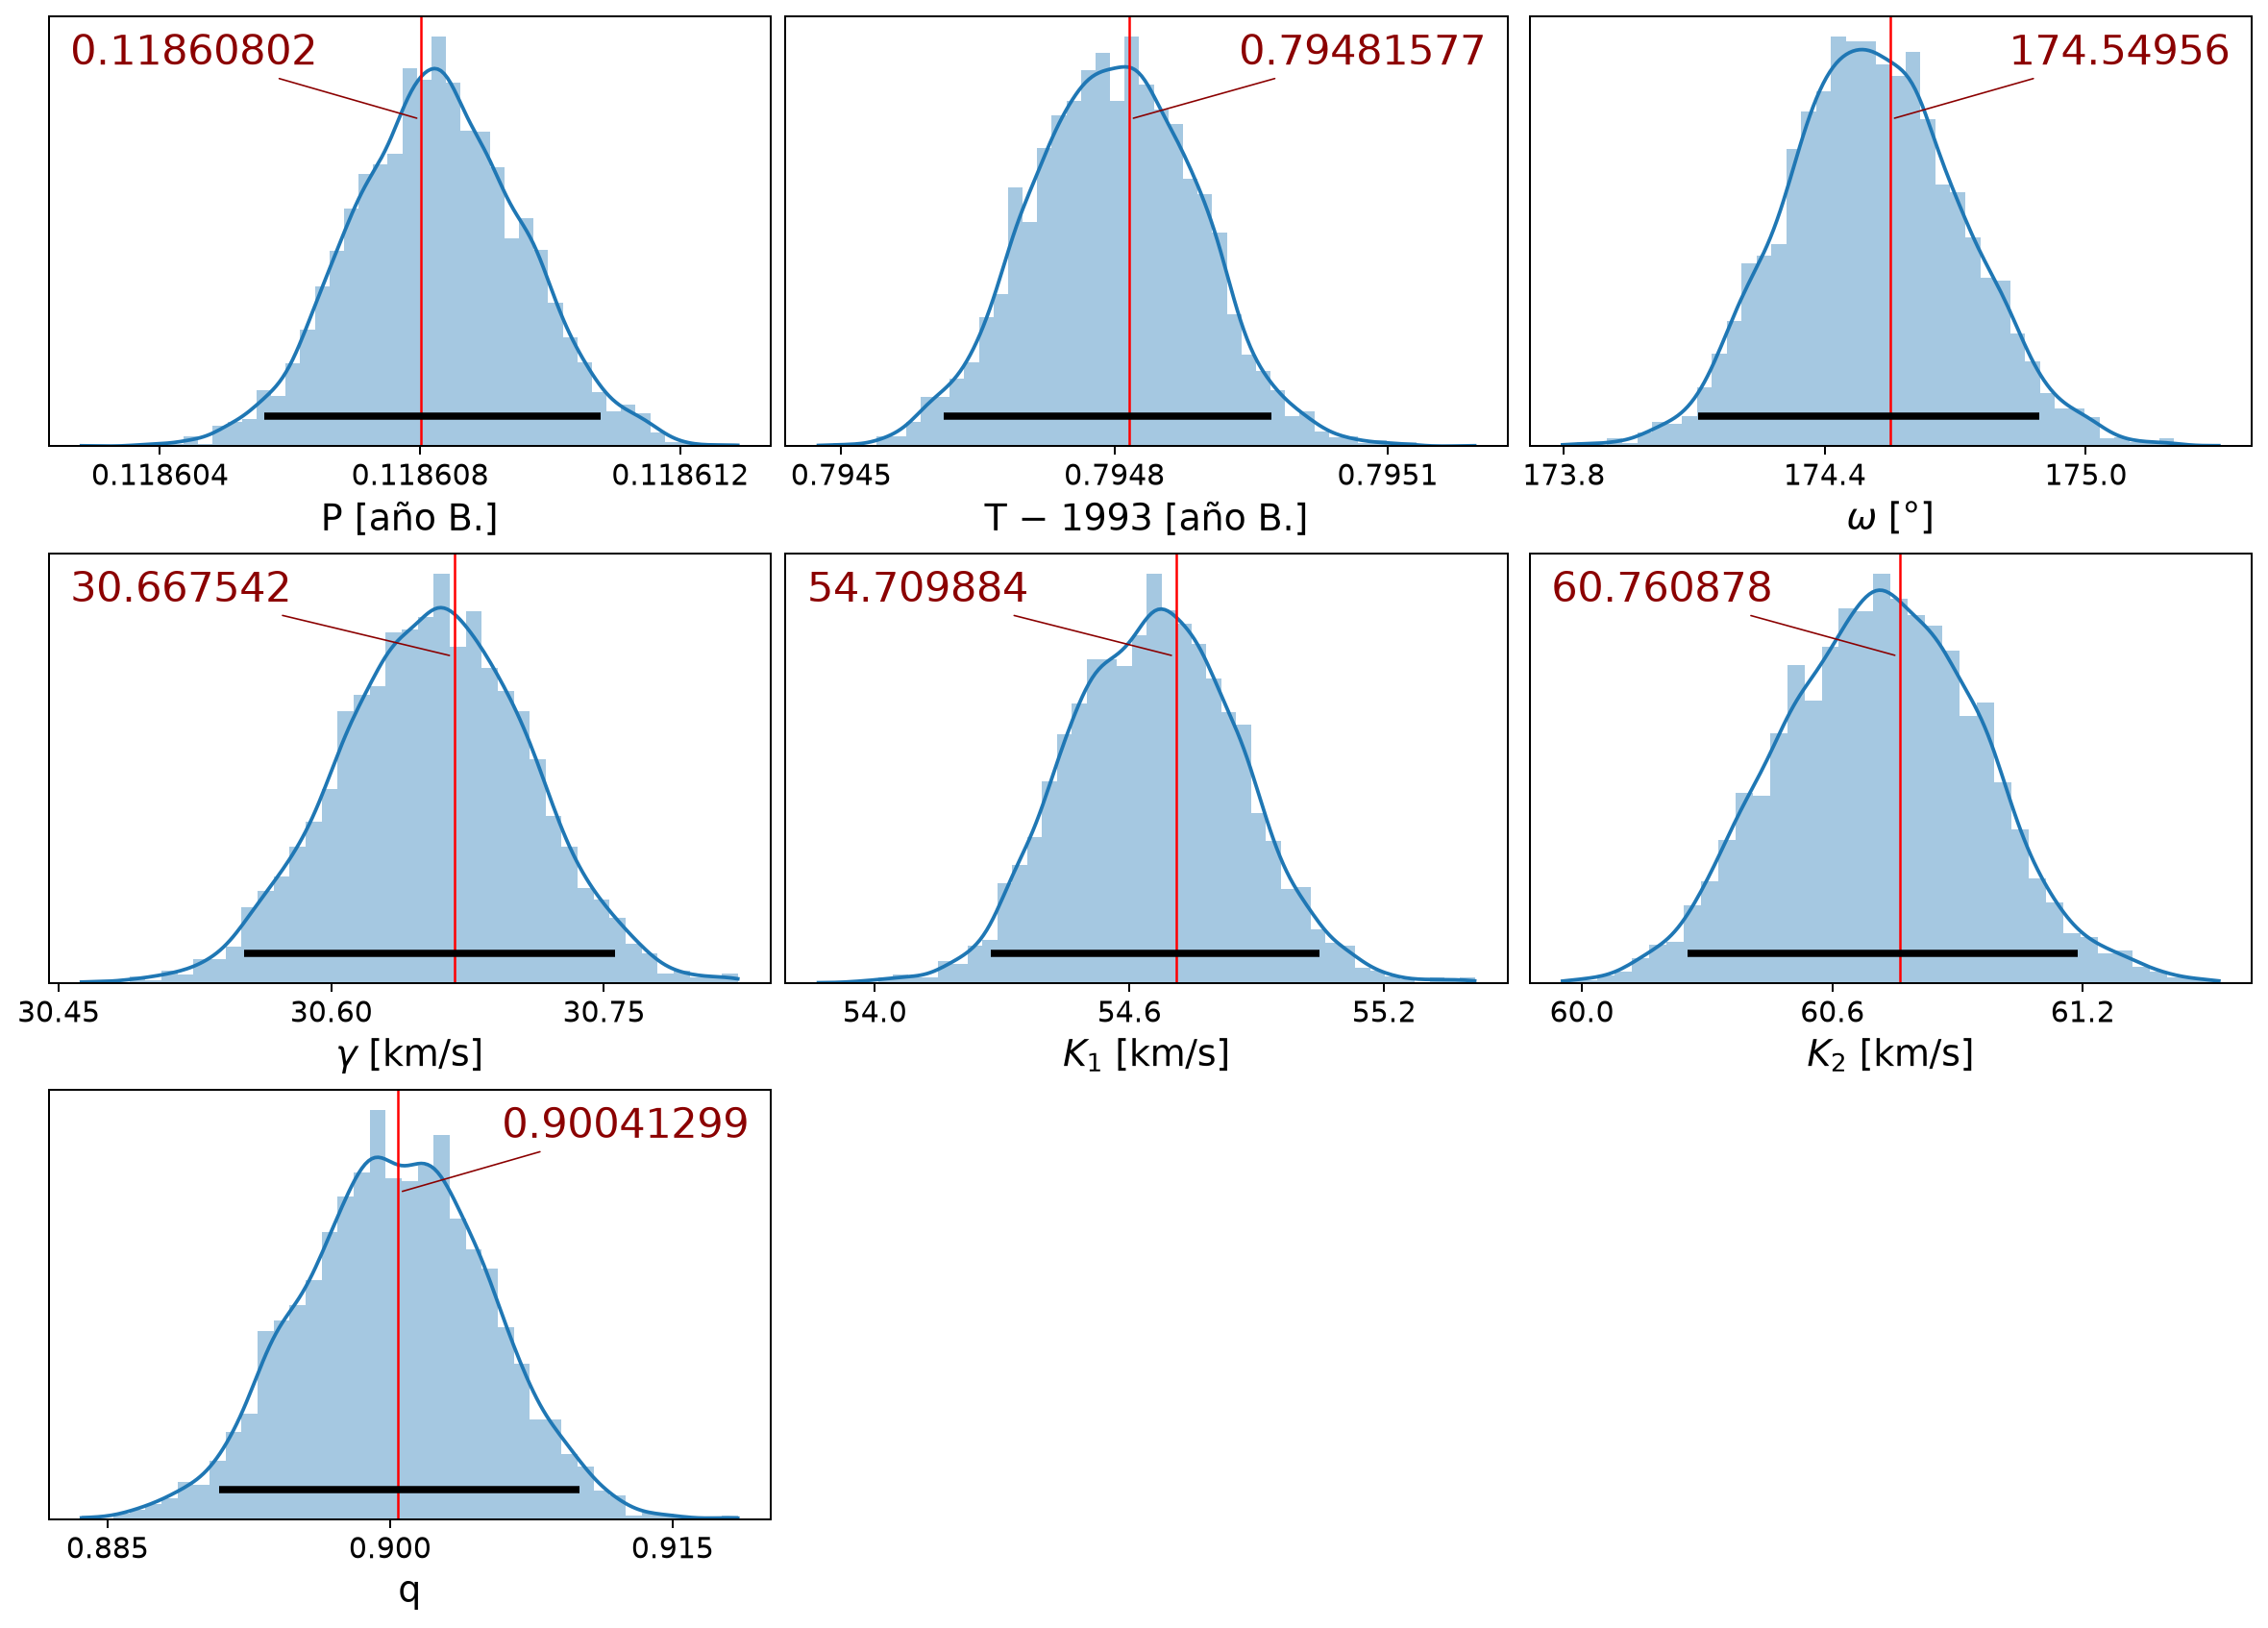 0.11860802
0.79481577
174.54956
0.118604 0.118608 0.118612
0.7945 0.7948 0.7951
173.8 174.4 175.0
P [año B.]
T − 1993 [año B.]
ω [°]
30.667542
54.709884
60.760878
30.45 30.60 30.75
54.0 54.6 55.2
60.0 60.6 61.2
γ [km/s]
K₁ [km/s]
K₂ [km/s]
0.90041299
0.885 0.900 0.915
q